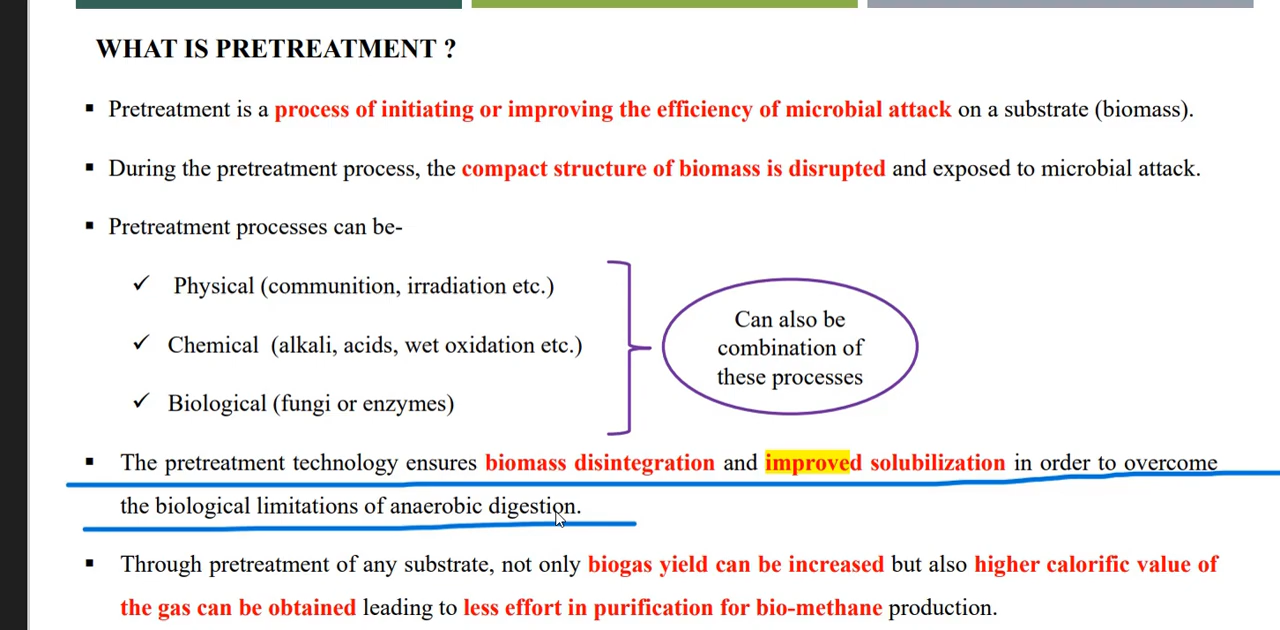 WHAT IS PRETREATMENT ?
▪ Pretreatment is a process of initiating or improving the efficiency of microbial attack on a substrate (biomass).
▪ During the pretreatment process, the compact structure of biomass is disrupted and exposed to microbial attack.
▪ Pretreatment processes can be-
✓ Physical (communition, irradiation etc.)
✓ Chemical (alkali, acids, wet oxidation etc.)
✓ Biological (fungi or enzymes)
Can also be
combination of
these processes
▪ The pretreatment technology ensures biomass disintegration and improved solubilization in order to overcome
the biological limitations of anaerobic digestion.
▪ Through pretreatment of any substrate, not only biogas yield can be increased but also higher calorific value of
the gas can be obtained leading to less effort in purification for bio-methane production.